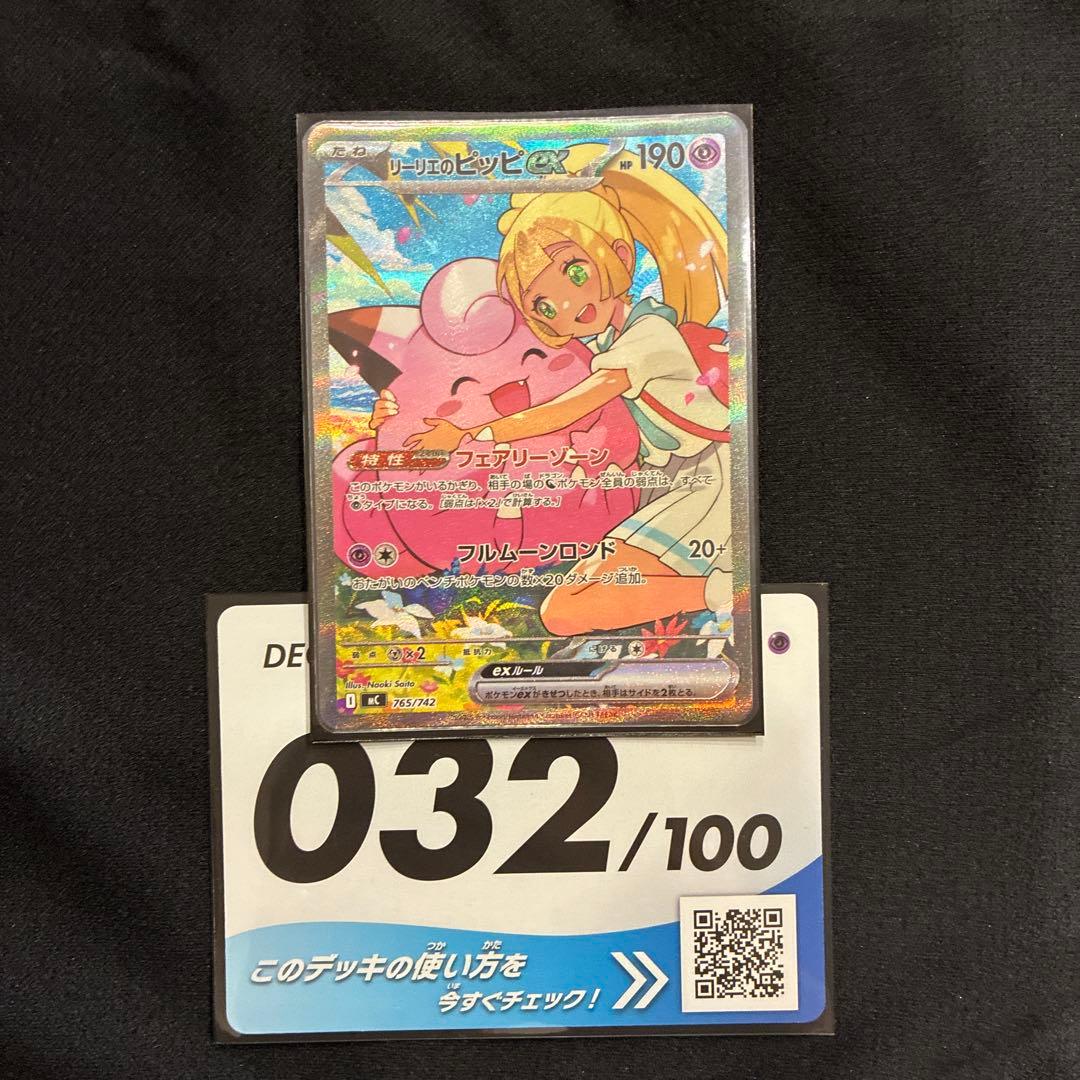 たね
リーリエのピッピex HP 190
特性 フェアリーゾーン
このポケモンがいるかぎり、相手の場のポケモン全員の弱点は、すべて
タイプになる。[弱点は「×2」で計算する。]
フルムーンロンド 20+
おたがいのベンチポケモンの数×20ダメージ追加。
弱点 ×2 抵抗力 にげる
exルール
ポケモンexがきぜつしたとき、相手はサイドを2枚とる。
Illus. Naoki Saito
I MC 765/742
032/100
このデッキの使い方を
今すぐチェック!